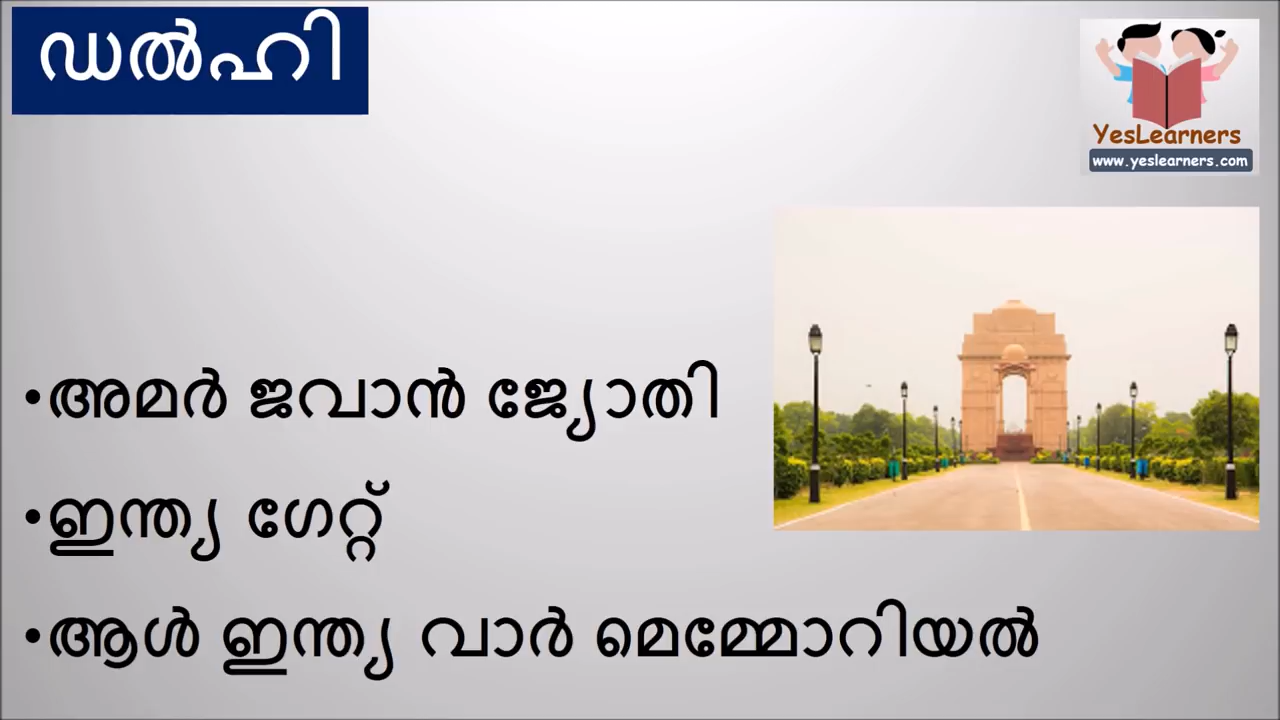 ഡൽഹി
YesLearners
www.yeslearners.com
•അമർ ജവാൻ ജ്യോതി
•ഇന്ത്യ ഗേറ്റ്
•ആൾ ഇന്ത്യ വാർ മെമ്മോറിയൽ